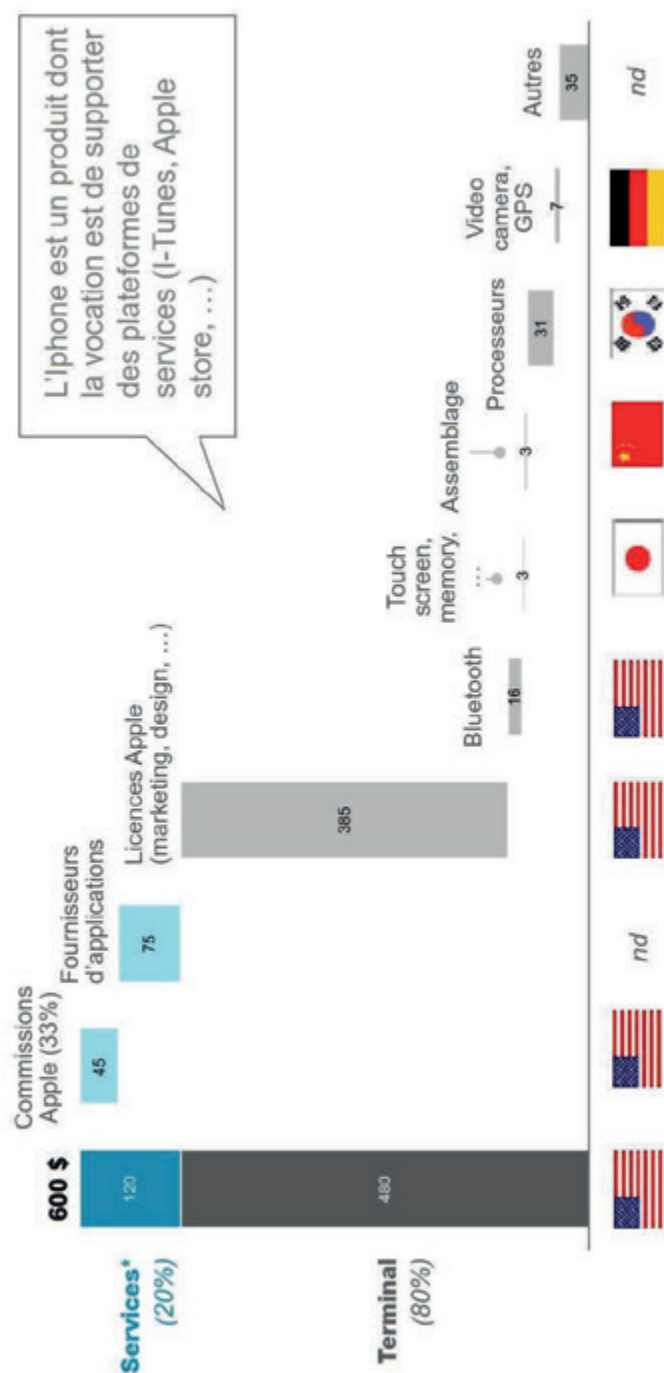 L'Iphone est un produit dont
la vocation est de supporter
des plateformes de
services (I-Tunes, Apple
store, …)
600 $
Services*
(20%)
120
Terminal
(80%)
480
Commissions
Apple (33%)
45
Fournisseurs
d'applications
75
Licences Apple
(marketing, design, …)
385
Bluetooth
16
Touch
screen,
memory,
…
3
Assemblage
3
Processeurs
31
Video
camera,
GPS
7
Autres
35
nd
nd